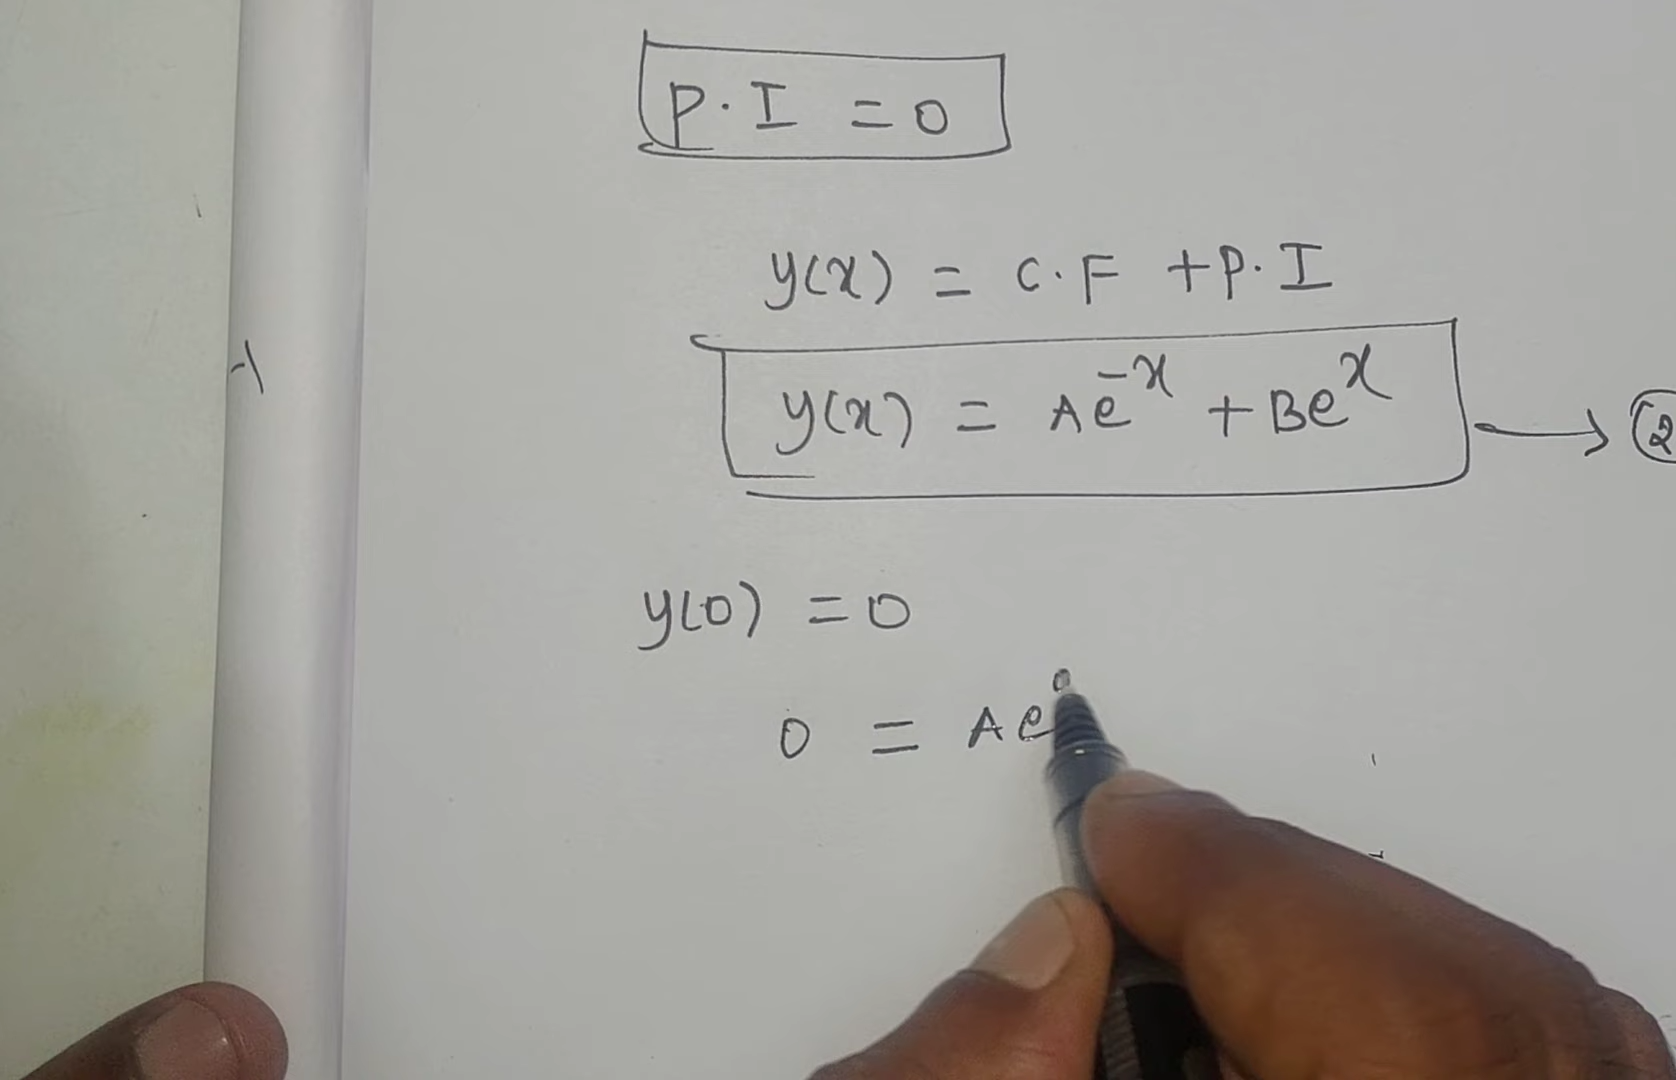 P.I = 0
y(x) = C.F + P.I
y(x) = Ae^-x + Be^x → ②
y(0) = 0
0 = Ae^0